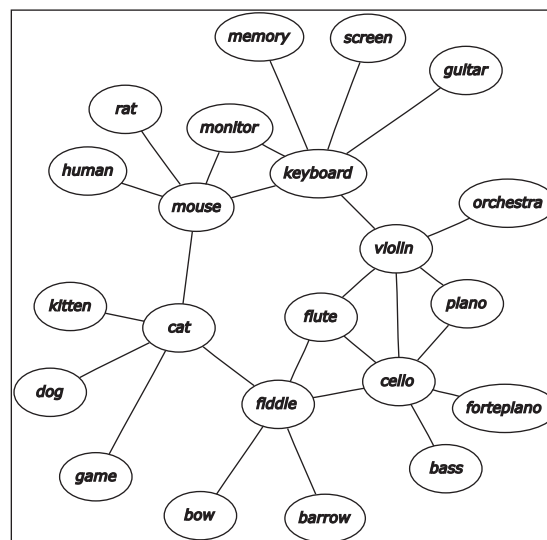 memory
screen
guitar
rat
monitor
human
keyboard
mouse
orchestra
violin
kitten
flute
piano
cat
dog
fiddle
cello
fortepiano
game
bass
bow
barrow